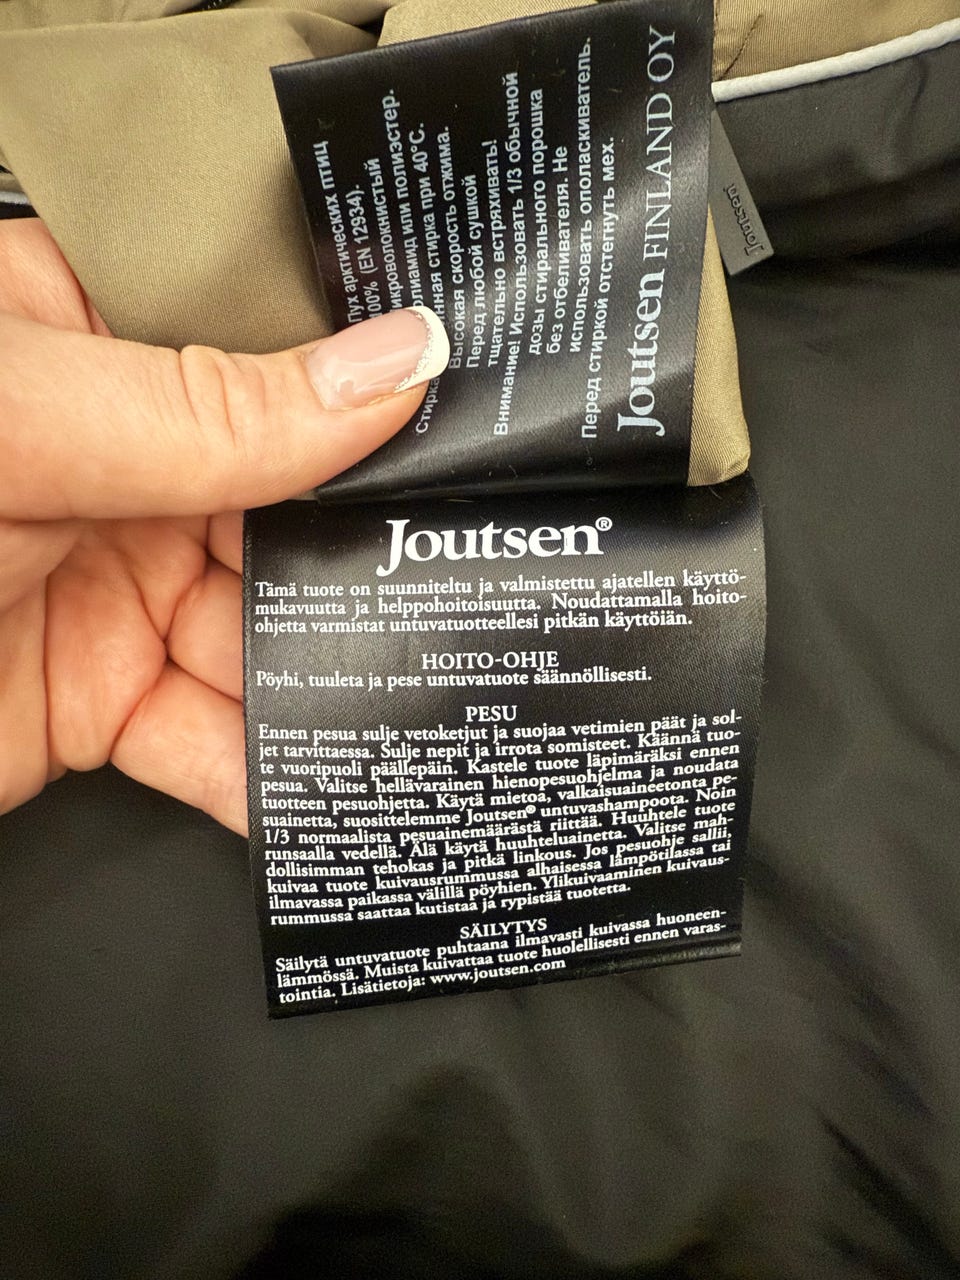 Пух арктических птиц
100% (EN 12934).
микроволокнистый
полиамид или полиэстер.
Стирка нная стирка при 40°C.
Высокая скорость отжима.
Перед любой сушкой
тщательно встряхивать!
Внимание! Использовать 1/3 обычной
дозы стирального порошка
без отбеливателя. Не
использовать ополаскиватель.
Перед стиркой отстегнуть мех.
Joutsen FINLAND OY
Joutsen
Joutsen®
Tämä tuote on suunniteltu ja valmistettu ajatellen käyttö-
mukavuutta ja helppohoitoisuutta. Noudattamalla hoito-
ohjetta varmistat untuvatuotteellesi pitkän käyttöiän.
HOITO-OHJE
Pöyhi, tuuleta ja pese untuvatuote säännöllisesti.
PESU
Ennen pesua sulje vetoketjut ja suojaa vetimien päät ja sol-
jet tarvittaessa. Sulje nepit ja irrota somisteet. Käännä tuo-
te vuoripuoli päällepäin. Kastele tuote läpimäräksi ennen
pesua. Valitse hellävarainen hienopesuohjelma ja noudata
tuotteen pesuohjetta. Käytä mietoa, valkaisuaineetonta pe-
suainetta, suosittelemme Joutsen® untuvashampoota. Noin
1/3 normaalista pesuainemäärästä riittää. Huuhtele tuote
runsaalla vedellä. Älä käytä huuhteluainetta. Valitse mah-
dollisimman tehokas ja pitkä linkous. Jos pesuohje sallii,
kuivaa tuote kuivausrummussa alhaisessa lämpötilassa tai
ilmavassa paikassa välillä pöyhien. Ylikuivaaminen kuivaus-
rummussa saattaa kutistaa ja rypistää tuotetta.
SÄILYTYS
Säilytä untuvatuote puhtaana ilmavasti kuivassa huoneen-
lämmössä. Muista kuivattaa tuote huolellisesti ennen varas-
tointia. Lisätietoja: www.joutsen.com